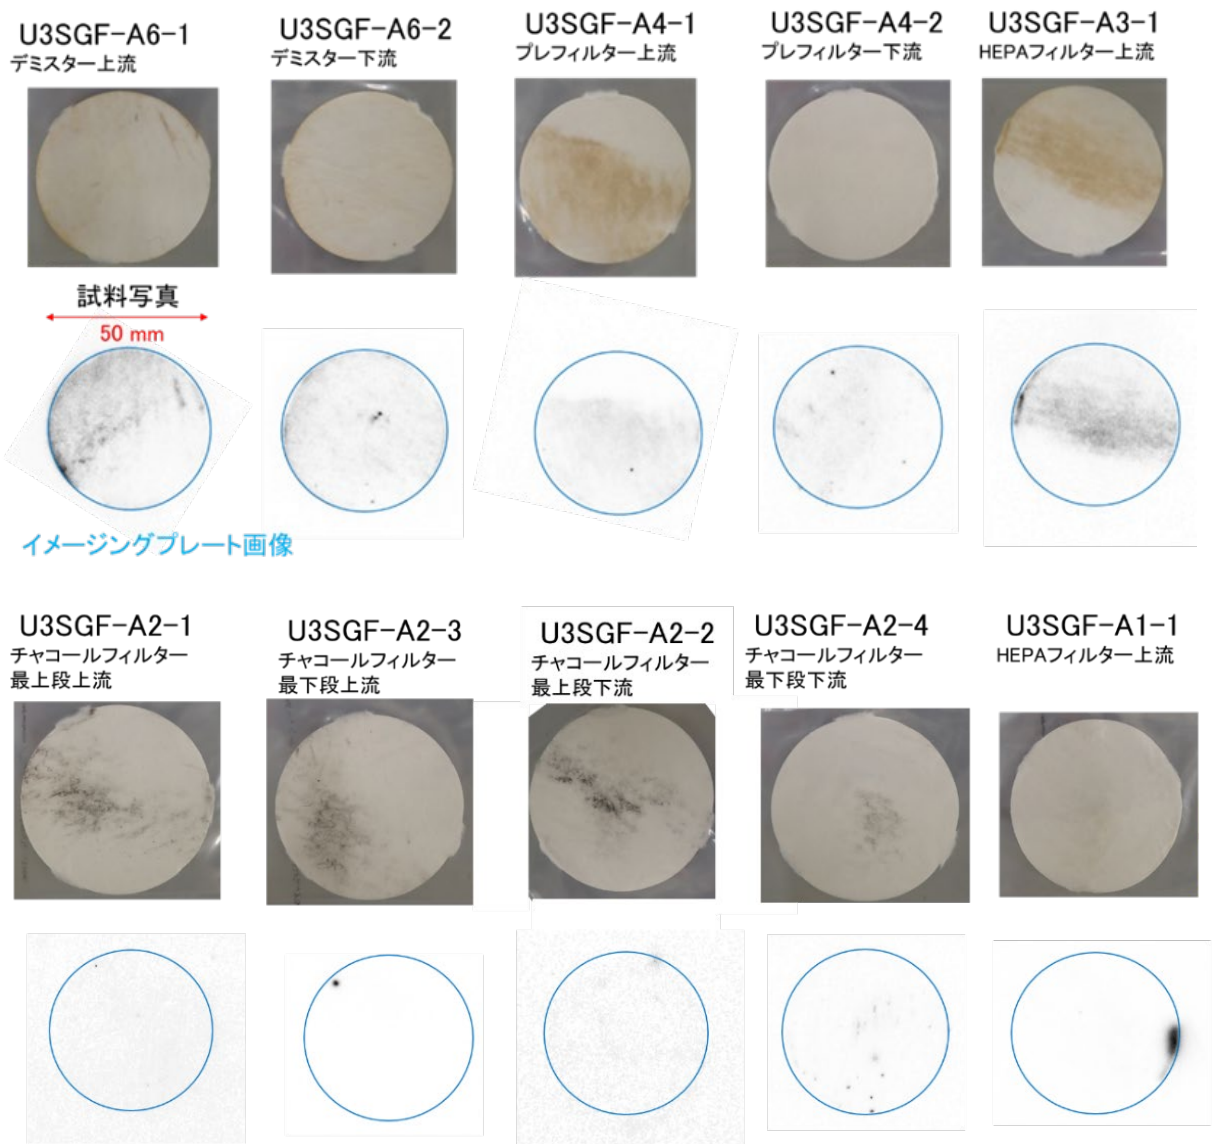 U3SGF-A6-1
デミスター上流
U3SGF-A6-2
デミスター下流
U3SGF-A4-1
プレフィルター上流
U3SGF-A4-2
プレフィルター下流
U3SGF-A3-1
HEPAフィルター上流
試料写真
50 mm
イメージングプレート画像
U3SGF-A2-1
チャコールフィルター
最上段上流
U3SGF-A2-3
チャコールフィルター
最下段上流
U3SGF-A2-2
チャコールフィルター
最上段下流
U3SGF-A2-4
チャコールフィルター
最下段下流
U3SGF-A1-1
HEPAフィルター上流